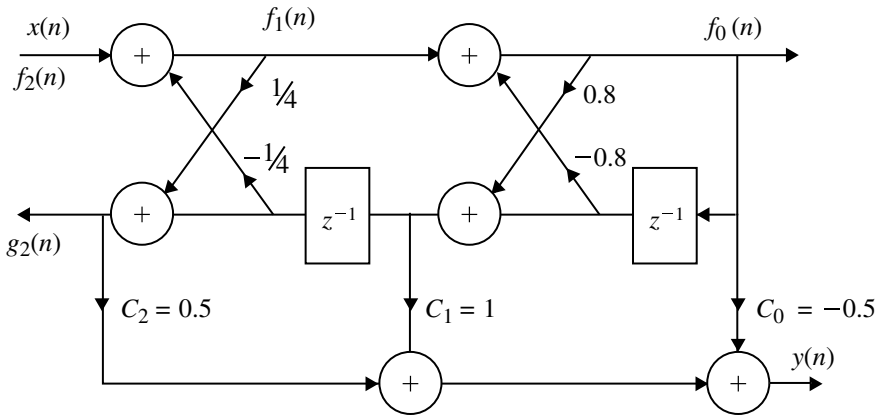 x(n)
f₁(n)
f₀ (n)
+
+
f₂(n)
¼
0.8
−¼
−0.8
+
z⁻¹
+
z⁻¹
g₂(n)
C₂ = 0.5
C₁ = 1
C₀ = −0.5
y(n)
+
+